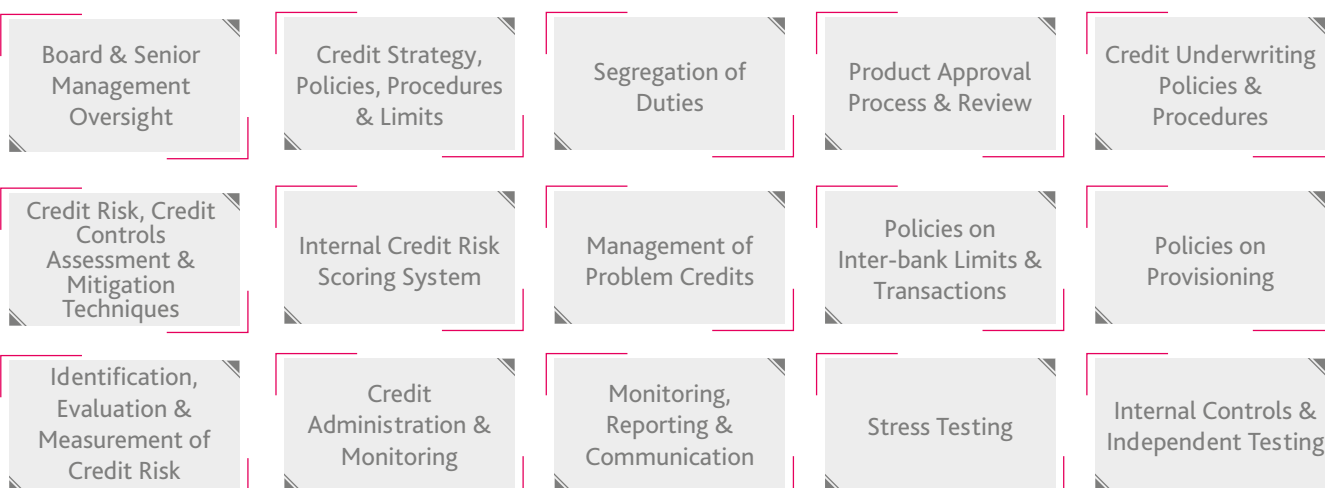 Board & Senior
Management
Oversight
Credit Strategy,
Policies, Procedures
& Limits
Segregation of
Duties
Product Approval
Process & Review
Credit Underwriting
Policies &
Procedures
Credit Risk, Credit
Controls
Assessment &
Mitigation
Techniques
Internal Credit Risk
Scoring System
Management of
Problem Credits
Policies on
Inter-bank Limits &
Transactions
Policies on
Provisioning
Identification,
Evaluation &
Measurement of
Credit Risk
Credit
Administration &
Monitoring
Monitoring,
Reporting &
Communication
Stress Testing
Internal Controls &
Independent Testing